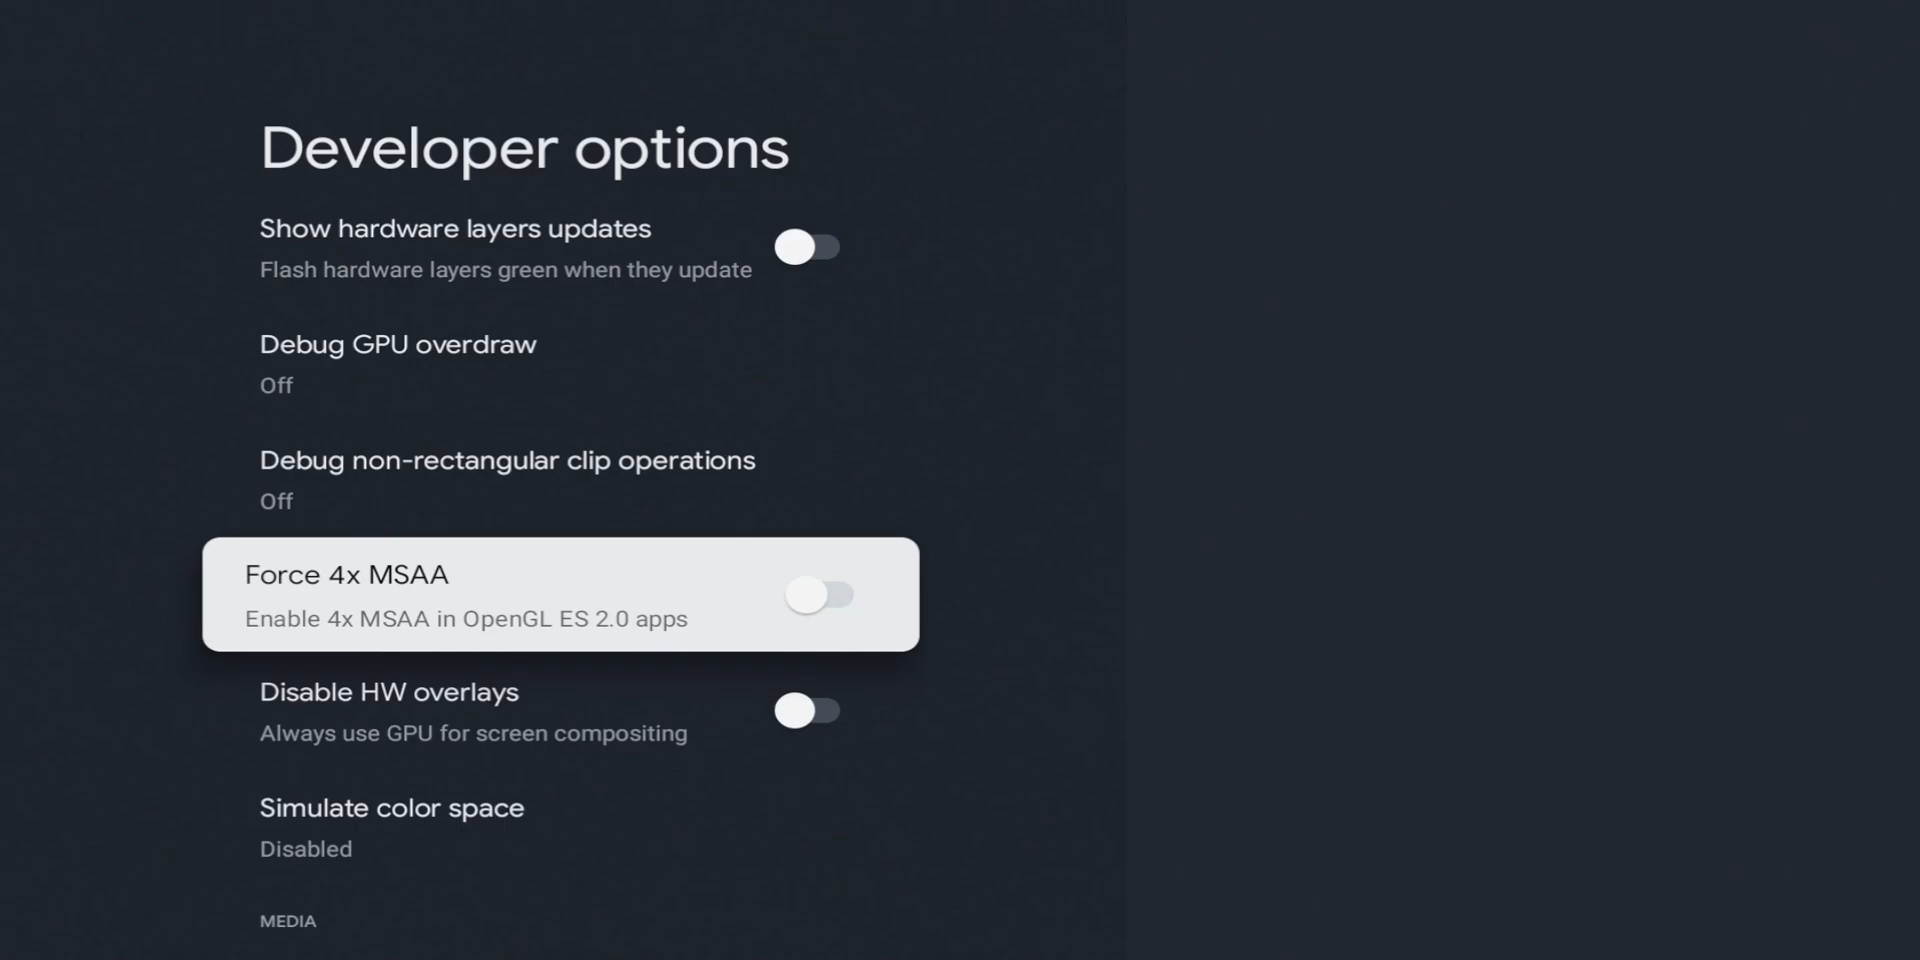 Developer options
Show hardware layers updates
Flash hardware layers green when they update
Debug GPU overdraw
Off
Debug non-rectangular clip operations
Off
Force 4x MSAA
Enable 4x MSAA in OpenGL ES 2.0 apps
Disable HW overlays
Always use GPU for screen compositing
Simulate color space
Disabled
MEDIA